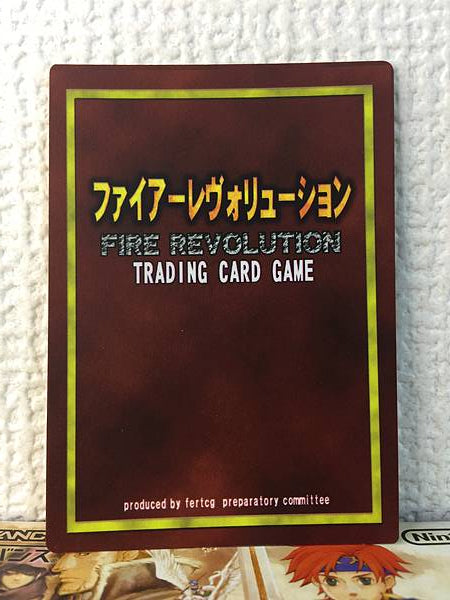 ファイアーレヴォリューション
FIRE REVOLUTION
TRADING CARD GAME
produced by fertcg preparatory committee